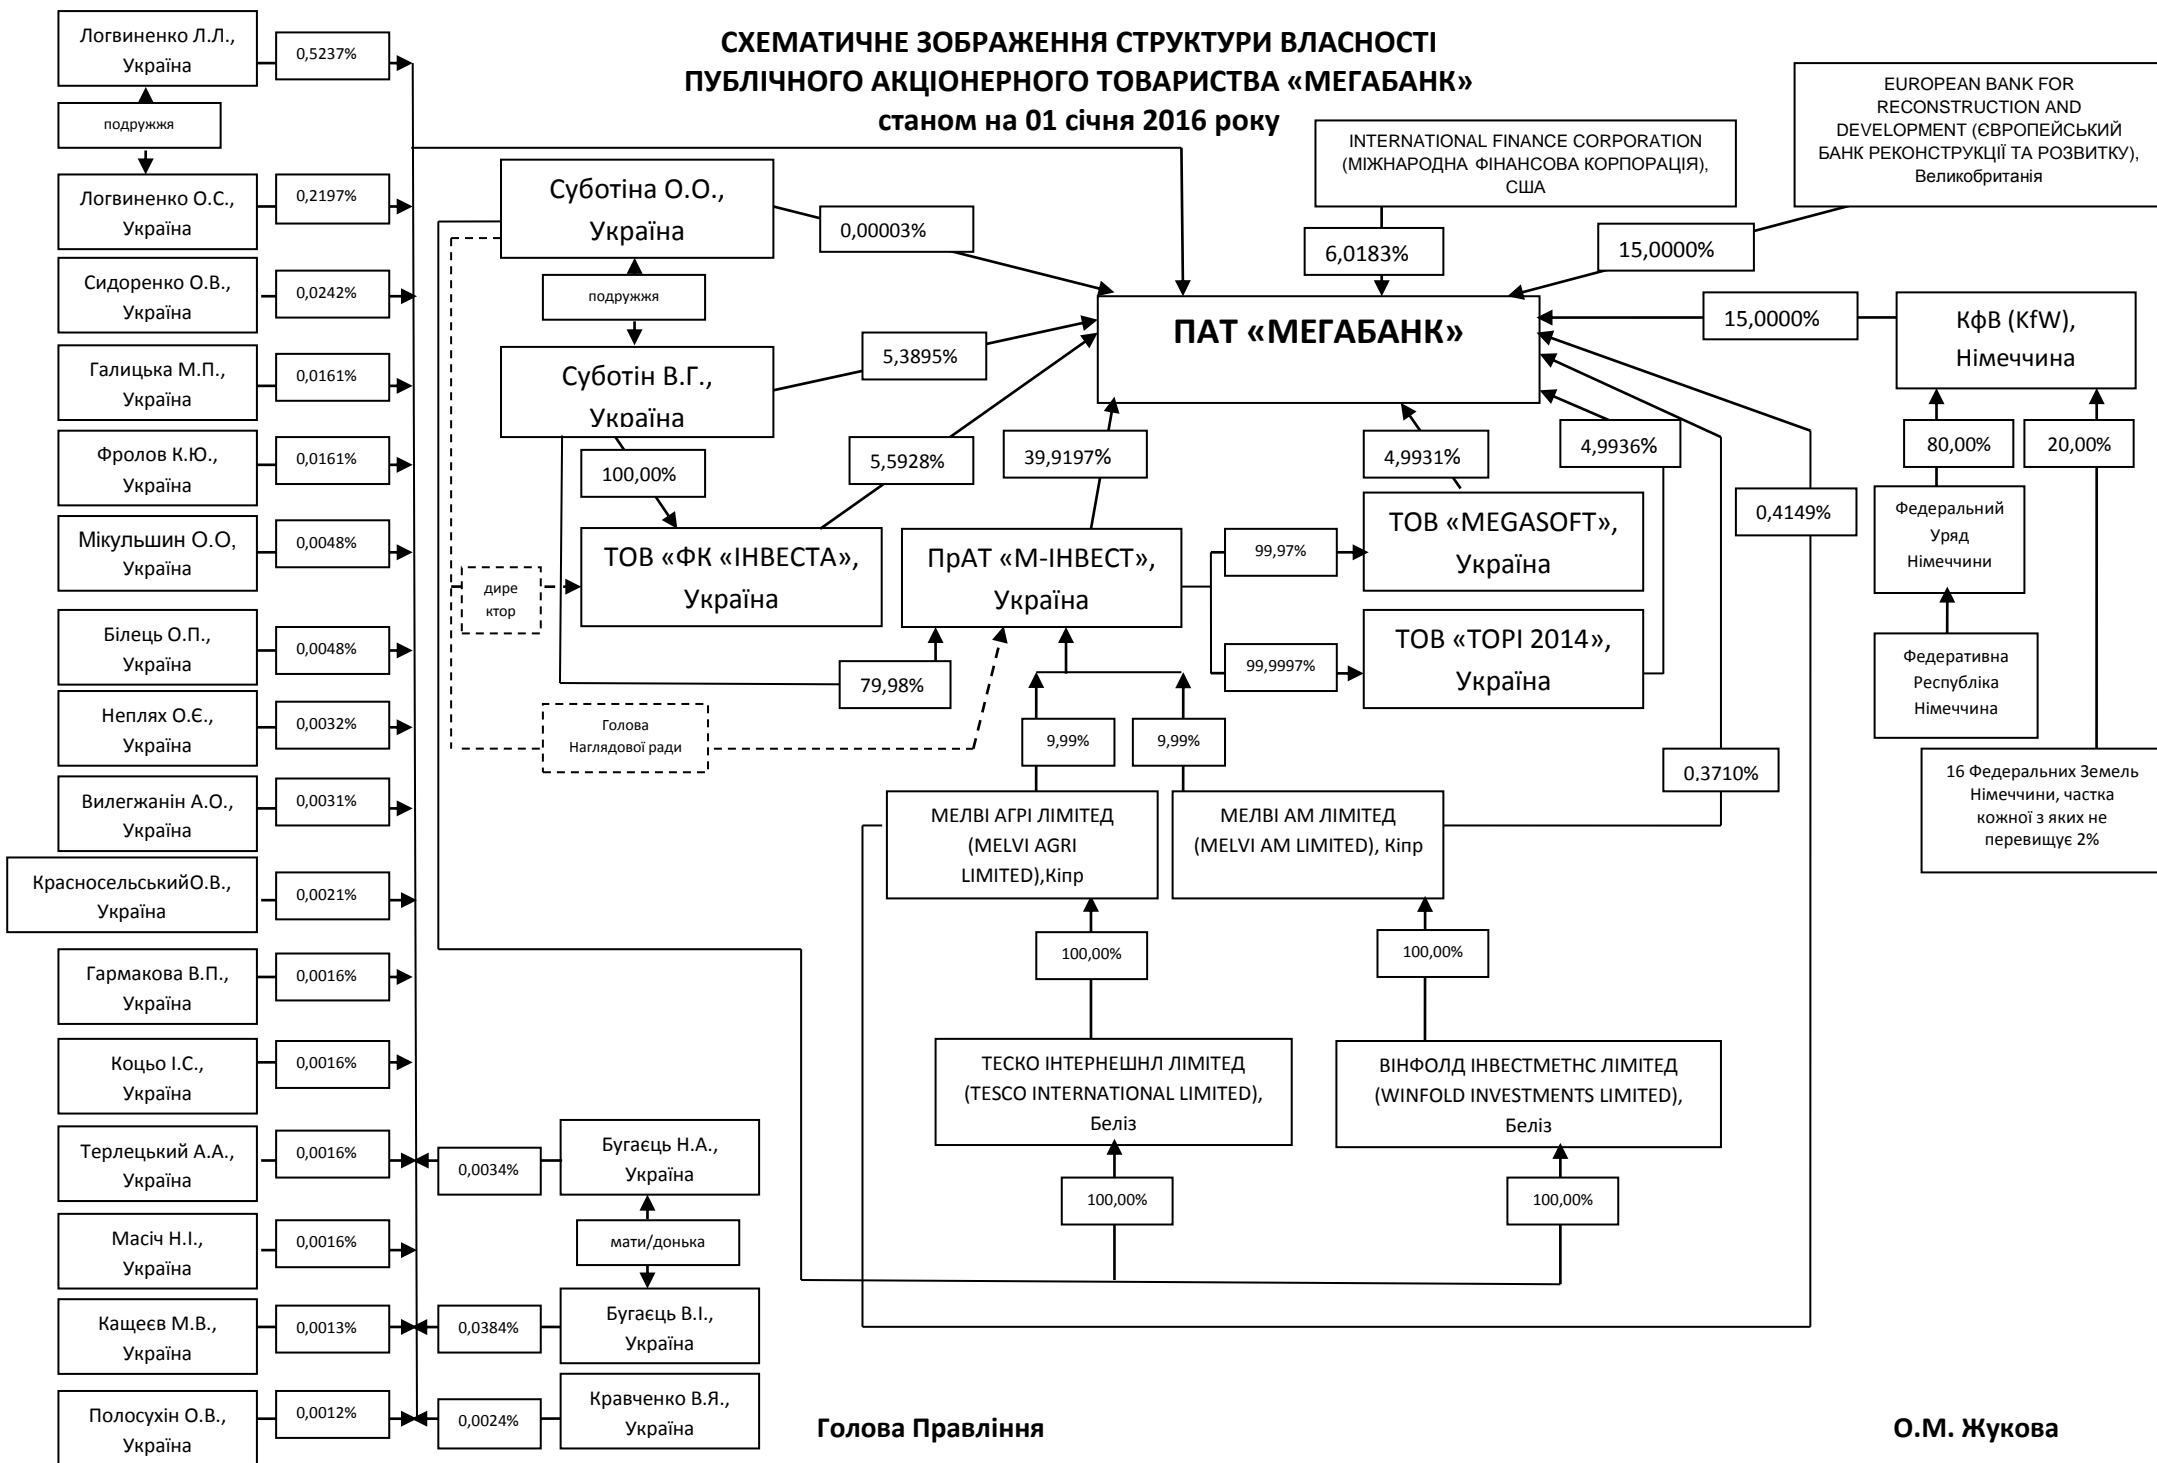 СХЕМАТИЧНЕ ЗОБРАЖЕННЯ СТРУКТУРИ ВЛАСНОСТІ
ПУБЛІЧНОГО АКЦІОНЕРНОГО ТОВАРИСТВА «МЕГАБАНК»
станом на 01 січня 2016 року
Логвиненко Л.Л.,
Україна
0,5237%
подружжя
Логвиненко О.С.,
Україна
0,2197%
Сидоренко О.В.,
Україна
0,0242%
Галицька М.П.,
Україна
0,0161%
Фролов К.Ю.,
Україна
0,0161%
Мікульшин О.О,
Україна
0,0048%
Білець О.П.,
Україна
0,0048%
Неплях О.Є.,
Україна
0,0032%
Вилегжанін А.О.,
Україна
0,0031%
КрасносельськийО.В.,
Україна
0,0021%
Гармакова В.П.,
Україна
0,0016%
Коцьо І.С.,
Україна
0,0016%
Терлецький А.А.,
Україна
0,0016%
Масіч Н.І.,
Україна
0,0016%
Кащеєв М.В.,
Україна
0,0013%
Полосухін О.В.,
Україна
0,0012%
0,0034%
Бугаєць Н.А.,
Україна
мати/донька
0,0384%
Бугаєць В.І.,
Україна
0,0024%
Кравченко В.Я.,
Україна
Суботіна О.О.,
Україна
0,00003%
подружжя
Суботін В.Г.,
Україна
5,3895%
100,00%
5,5928%
39,9197%
4,9931%
4,9936%
INTERNATIONAL FINANCE CORPORATION
(МІЖНАРОДНА ФІНАНСОВА КОРПОРАЦІЯ),
США
6,0183%
EUROPEAN BANK FOR
RECONSTRUCTION AND
DEVELOPMENT (ЄВРОПЕЙСЬКИЙ
БАНК РЕКОНСТРУКЦІЇ ТА РОЗВИТКУ),
Великобританія
15,0000%
ПАТ «МЕГАБАНК»
15,0000%
КфВ (KfW),
Німеччина
80,00%
20,00%
Федеральний
Уряд
Німеччини
Федеративна
Республіка
Німеччина
16 Федеральних Земель
Німеччини, частка
кожної з яких не
перевищує 2%
0,4149%
ТОВ «ФК «ІНВЕСТА»,
Україна
дире
ктор
ПрАТ «М-ІНВЕСТ»,
Україна
99,97%
ТОВ «MEGASOFT»,
Україна
99,9997%
ТОВ «ТОРІ 2014»,
Україна
79,98%
Голова
Наглядової ради
9,99%
9,99%
0,3710%
МЕЛВІ АГРІ ЛІМІТЕД
(MELVI AGRI
LIMITED),Кіпр
МЕЛВІ АМ ЛІМІТЕД
(MELVI AM LIMITED), Кіпр
100,00%
100,00%
ТЕСКО ІНТЕРНЕШНЛ ЛІМІТЕД
(TESCO INTERNATIONAL LIMITED),
Беліз
ВІНФОЛД ІНВЕСТМЕТНС ЛІМІТЕД
(WINFOLD INVESTMENTS LIMITED),
Беліз
100,00%
100,00%
Голова Правління
О.М. Жукова